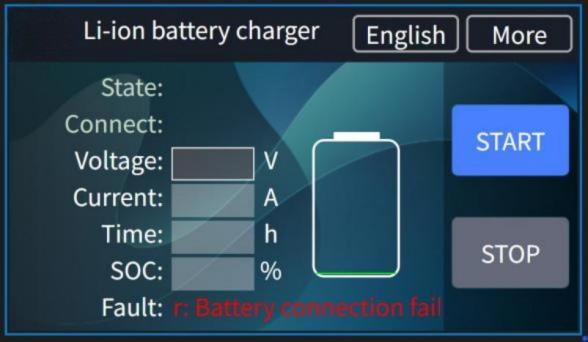 Li-ion battery charger English More
State:
Connect:
START
Voltage: V
Current: A
Time: h
STOP
SOC: %
Fault: r: Battery connection fail